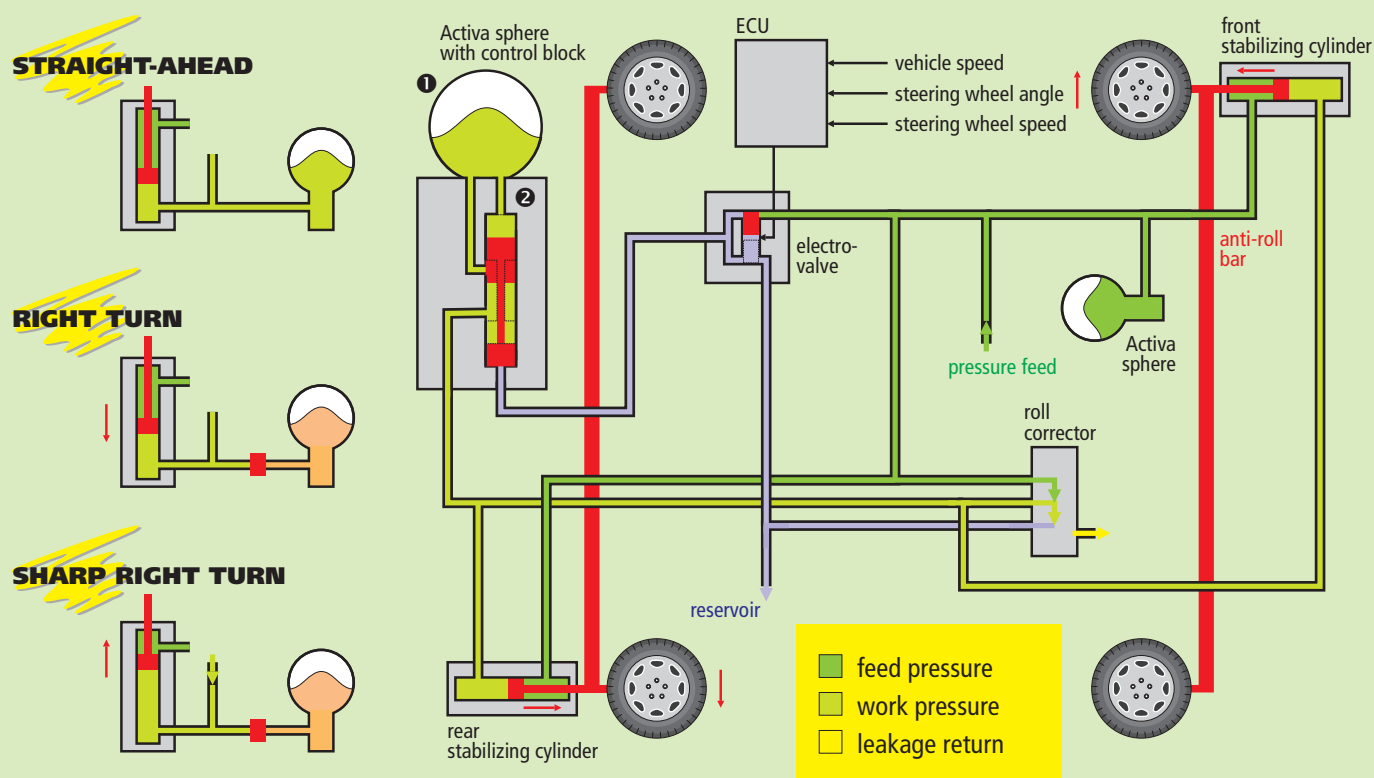 STRAIGHT-AHEAD
RIGHT TURN
SHARP RIGHT TURN
Activa sphere
with control block
❶
❷
ECU
vehicle speed
steering wheel angle
steering wheel speed
front
stabilizing cylinder
electro-
valve
anti-roll
bar
Activa
sphere
pressure feed
roll
corrector
reservoir
rear
stabilizing cylinder
feed pressure
work pressure
leakage return